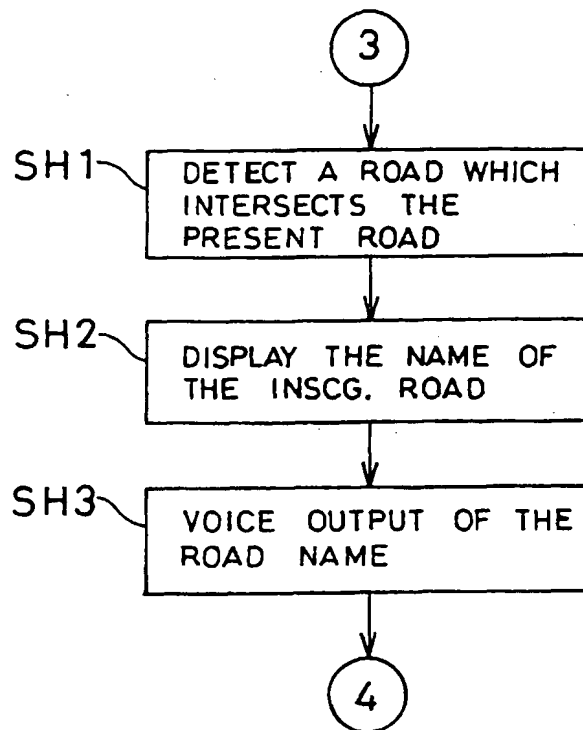 3
SH1
DETECT A ROAD WHICH
INTERSECTS THE
PRESENT ROAD
SH2
DISPLAY THE NAME OF
THE INSCG. ROAD
SH3
VOICE OUTPUT OF THE
ROAD NAME
4